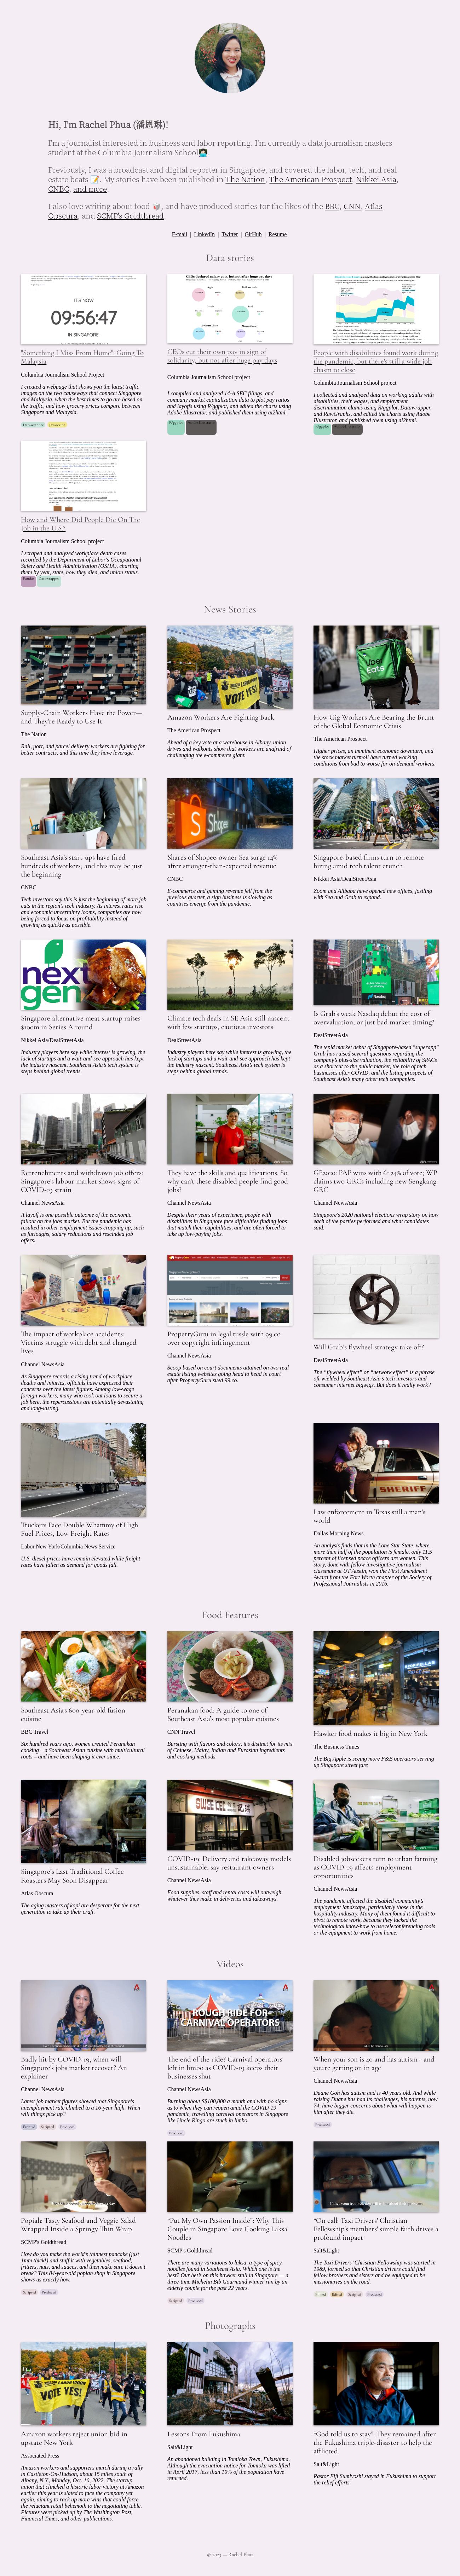 Hi, I'm Rachel Phua (潘恩琳)!
I'm a journalist interested in business and labor reporting. I'm currently a data journalism masters
student at the Columbia Journalism School👩🏻‍💻.
Previously, I was a broadcast and digital reporter in Singapore, and covered the labor, tech, and real
estate beats 📝. My stories have been published in The Nation, The American Prospect, Nikkei Asia,
CNBC, and more.
I also love writing about food 🥡, and have produced stories for the likes of the BBC, CNN, Atlas
Obscura, and SCMP's Goldthread.
E-mail | LinkedIn | Twitter | GitHub | Resume
Data stories
IT'S NOW
09:56:47
IN SINGAPORE.
"Something I Miss From Home": Going To
Malaysia
Columbia Journalism School Project
I created a webpage that scraps the latest traffic
images on the two causeways that connect Singapore
and Malaysia, when the best times to go are based on
the traffic, and how grocery prices compare between
Singapore and Malaysia.
Datawrapper Javascript
CEOs cut their own pay in sign of
solidarity, but not after huge pay days
Columbia Journalism School project
I compiled and analyzed 14A SEC filings, and
company market capitalization data to plot pay ratios
and layoffs using R/ggplot, and edited the charts using
Adobe Illustrator, and published them using ai2html.
R/ggplot Adobe Illustrator
People with disabilities found work during
the pandemic, but there's still a wide job
chasm to close
Columbia Journalism School project
I collected and analyzed data on working adults with
disabilities, their wages, and employment
discrimination claims using R/ggplot, Datawrapper,
and RawGraphs, and edited the charts using Adobe
Illustrator, and published them using ai2html.
R/ggplot Adobe Illustrator
How and Where Did People Die On The
Job in the U.S.?
Columbia Journalism School project
I scraped and analyzed workplace death cases
recorded by the Department of Labor's Occupational
Safety and Health Administration (OSHA), charting
them by year, state, how they died, and union status.
Pandas Datawrapper
News Stories
Supply-Chain Workers Have the Power—
and They're Ready to Use It
The Nation
Rail, port, and parcel delivery workers are fighting for
better contracts, and this time they have leverage.
VOTE YES!
Amazon Workers Are Fighting Back
The American Prospect
Ahead of a key vote at a warehouse in Albany, union
drives and walkouts show that workers are unafraid of
challenging the e-commerce giant.
Uber
Eats
How Gig Workers Are Bearing the Brunt
of the Global Economic Crisis
The American Prospect
Higher prices, an imminent economic downturn, and
the stock market turmoil have turned working
conditions from bad to worse for on-demand workers.
Southeast Asia's start-ups have fired
hundreds of workers, and this may be just
the beginning
CNBC
Tech investors say this is just the beginning of more job
cuts in the region's tech industry. As interest rates rise
and economic uncertainty looms, companies are now
being forced to focus on profitability instead of
growing as quickly as possible.
Shopee
Shares of Shopee-owner Sea surge 14%
after stronger-than-expected revenue
CNBC
E-commerce and gaming revenue fell from the
previous quarter, a sign business is slowing as
countries emerge from the pandemic.
Singapore-based firms turn to remote
hiring amid tech talent crunch
Nikkei Asia/DealStreetAsia
Zoom and Alibaba have opened new offices, jostling
with Sea and Grab to expand.
next
gen
Singapore alternative meat startup raises
$100m in Series A round
Nikkei Asia/DealStreetAsia
Industry players here say while interest is growing, the
lack of startups and a wait-and-see approach has kept
the industry nascent. Southeast Asia's tech system is
steps behind global trends.
Climate tech deals in SE Asia still nascent
with few startups, cautious investors
DealStreetAsia
Industry players here say while interest is growing, the
lack of startups and a wait-and-see approach has kept
the industry nascent. Southeast Asia's tech system is
steps behind global trends.
Is Grab's weak Nasdaq debut the cost of
overvaluation, or just bad market timing?
DealStreetAsia
The tepid market debut of Singapore-based "superapp"
Grab has raised several questions regarding the
company's plus-size valuation, the reliability of SPACs
as a shortcut to the public market, the role of tech
businesses after COVID, and the listing prospects of
Southeast Asia's many other tech companies.
Retrenchments and withdrawn job offers:
Singapore's labour market shows signs of
COVID-19 strain
Channel NewsAsia
A layoff is one possible outcome of the economic
fallout on the jobs market. But the pandemic has
resulted in other employment issues cropping up, such
as furloughs, salary reductions and rescinded job
offers.
They have the skills and qualifications. So
why can't these disabled people find good
jobs?
Channel NewsAsia
Despite their years of experience, people with
disabilities in Singapore face difficulties finding jobs
that match their capabilities, and are often forced to
take up low-paying jobs.
GE2020: PAP wins with 61.24% of vote; WP
claims two GRCs including new Sengkang
GRC
Channel NewsAsia
Singapore's 2020 national elections wrap story on how
each of the parties performed and what candidates
said.
The impact of workplace accidents:
Victims struggle with debt and changed
lives
Channel NewsAsia
As Singapore records a rising trend of workplace
deaths and injuries, officials have expressed their
concerns over the latest figures. Among low-wage
foreign workers, many who took out loans to secure a
job here, the repercussions are potentially devastating
and long-lasting.
PropertyGuru in legal tussle with 99.co
over copyright infringement
Channel NewsAsia
Scoop based on court documents attained on two real
estate listing websites going head to head in court
after PropertyGuru sued 99.co.
Will Grab's flywheel strategy take off?
DealStreetAsia
The "flywheel effect" or "network effect" is a phrase
oft-wielded by Southeast Asia's tech investors and
consumer internet bigwigs. But does it really work?
Truckers Face Double Whammy of High
Fuel Prices, Low Freight Rates
Labor New York/Columbia News Service
U.S. diesel prices have remain elevated while freight
rates have fallen as demand for goods fall.
SHERIFF
Law enforcement in Texas still a man's
world
Dallas Morning News
An analysis finds that in the Lone Star State, where
more than half of the population is female, only 11.5
percent of licensed peace officers are women. This
story, done with fellow investigative journalism
classmate at UT Austin, won the First Amendment
Award from the Fort Worth chapter of the Society of
Professional Journalists in 2016.
Food Features
Southeast Asia's 600-year-old fusion
cuisine
BBC Travel
Six hundred years ago, women created Peranakan
cooking – a Southeast Asian cuisine with multicultural
roots – and have been shaping it ever since.
Peranakan food: A guide to one of
Southeast Asia's most popular cuisines
CNN Travel
Bursting with flavors and colors, it's distinct for its mix
of Chinese, Malay, Indian and Eurasian ingredients
and cooking methods.
Hawker food makes it big in New York
The Business Times
The Big Apple is seeing more F&B operators serving
up Singapore street fare
Singapore's Last Traditional Coffee
Roasters May Soon Disappear
Atlas Obscura
The aging masters of kopi are desperate for the next
generation to take up their craft.
SWEE KEE
COVID-19: Delivery and takeaway models
unsustainable, say restaurant owners
Channel NewsAsia
Food supplies, staff and rental costs will outweigh
whatever they make in deliveries and takeaways.
Disabled jobseekers turn to urban farming
as COVID-19 affects employment
opportunities
Channel NewsAsia
The pandemic affected the disabled community's
employment landscape, particularly those in the
hospitality industry. Many of them found it difficult to
pivot to remote work, because they lacked the
technological know-how to use teleconferencing tools
or the equipment to work from home.
Videos
Badly hit by COVID-19, when will
Singapore's jobs market recover? An
explainer
Channel NewsAsia
Latest job market figures showed that Singapore's
unemployment rate climbed to a 16-year high. When
will things pick up?
Fronted Scripted Produced
ROUGH RIDE FOR
CARNIVAL OPERATORS
The end of the ride? Carnival operators
left in limbo as COVID-19 keeps their
businesses shut
Channel NewsAsia
Burning about S$100,000 a month and with no signs
as to when they can reopen amid the COVID-19
pandemic, travelling carnival operators in Singapore
like Uncle Ringo are stuck in limbo.
Produced
When your son is 40 and has autism - and
you're getting on in age
Channel NewsAsia
Duane Goh has autism and is 40 years old. And while
raising Duane has had its challenges, his parents, now
74, have bigger concerns about what will happen to
him after they die.
Produced
Popiah: Tasty Seafood and Veggie Salad
Wrapped Inside a Springy Thin Wrap
SCMP's Goldthread
How do you make the world's thinnest pancake (just
1mm thick!) and stuff it with vegetables, seafood,
fritters, nuts, and sauces, and then make sure it doesn't
break? This 84-year-old popiah shop in Singapore
shows us exactly how.
Scripted Produced
"Put My Own Passion Inside": Why This
Couple in Singapore Love Cooking Laksa
Noodles
SCMP's Goldthread
There are many variations to laksa, a type of spicy
noodles found in Southeast Asia. Which one is the
best? Our bet's on this hawker stall in Singapore — a
three-time Michelin Bib Gourmand winner run by an
elderly couple for the past 22 years.
Scripted Produced
"On call: Taxi Drivers' Christian
Fellowship's members' simple faith drives a
profound impact
Salt&Light
The Taxi Drivers' Christian Fellowship was started in
1989, formed so that Christian drivers could find
fellow brothers and sisters and be equipped to be
missionaries on the road.
Filmed Edited Scripted Produced
Photographs
VOTE YES!
Amazon workers reject union bid in
upstate New York
Associated Press
Amazon workers and supporters march during a rally
in Castleton-On-Hudson, about 15 miles south of
Albany, N.Y., Monday, Oct. 10, 2022. The startup
union that clinched a historic labor victory at Amazon
earlier this year is slated to face the company yet
again, aiming to rack up more wins that could force
the reluctant retail behemoth to the negotiating table.
Pictures were picked up by The Washington Post,
Financial Times, and other publications.
Lessons From Fukushima
Salt&Light
An abandoned building in Tomioka Town, Fukushima.
Although the evacuation notice for Tomioka was lifted
in April 2017, less than 10% of the population have
returned.
"God told us to stay": They remained after
the Fukushima triple-disaster to help the
afflicted
Salt&Light
Pastor Eiji Sumiyoshi stayed in Fukushima to support
the relief efforts.
© 2023 — Rachel Phua